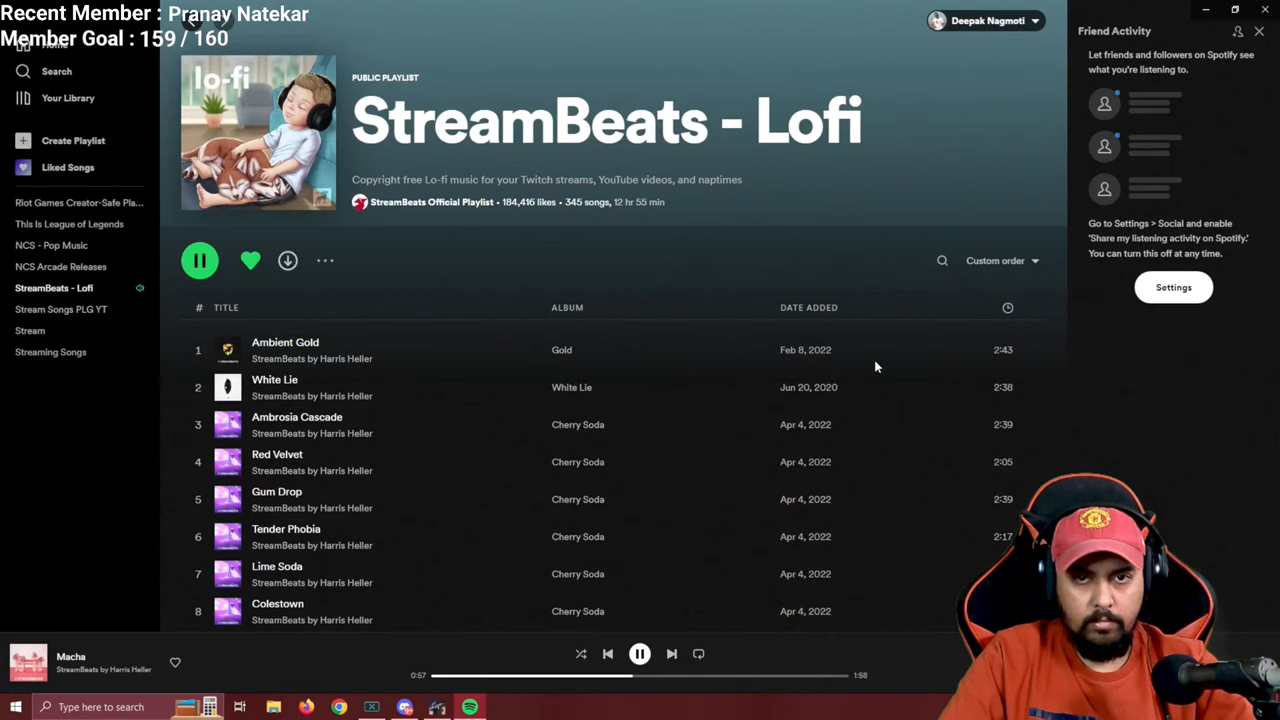 Recent Member : Pranav Natekar
Member Goal : 159 / 160
Home
Search
Your Library
Create Playlist
Liked Songs
Riot Games Creator-Safe Pla...
This Is League of Legends
NCS - Pop Music
NCS Arcade Releases
StreamBeats - Lofi
Stream Songs PLG YT
Stream
Streaming Songs
Deepak Nagmoti
lo-fi
PUBLIC PLAYLIST
StreamBeats - Lofi
Copyright free Lo-fi music for your Twitch streams, YouTube videos, and naptimes
StreamBeats Official Playlist • 184,416 likes • 345 songs, 12 hr 55 min
Custom order
# TITLE ALBUM DATE ADDED
1 Ambient Gold Gold Feb 8, 2022 2:43
StreamBeats by Harris Heller
2 White Lie White Lie Jun 20, 2020 2:38
StreamBeats by Harris Heller
3 Ambrosia Cascade Cherry Soda Apr 4, 2022 2:39
StreamBeats by Harris Heller
4 Red Velvet Cherry Soda Apr 4, 2022 2:05
StreamBeats by Harris Heller
5 Gum Drop Cherry Soda Apr 4, 2022 2:39
StreamBeats by Harris Heller
6 Tender Phobia Cherry Soda Apr 4, 2022 2:17
StreamBeats by Harris Heller
7 Lime Soda Cherry Soda Apr 4, 2022
StreamBeats by Harris Heller
8 Colestown Cherry Soda Apr 4, 2022
StreamBeats by Harris Heller
Friend Activity
Let friends and followers on Spotify see
what you're listening to.
Go to Settings > Social and enable
'Share my listening activity on Spotify.'
You can turn this off at any time.
Settings
Macha
StreamBeats by Harris Heller
0:57
1:58
Type here to search